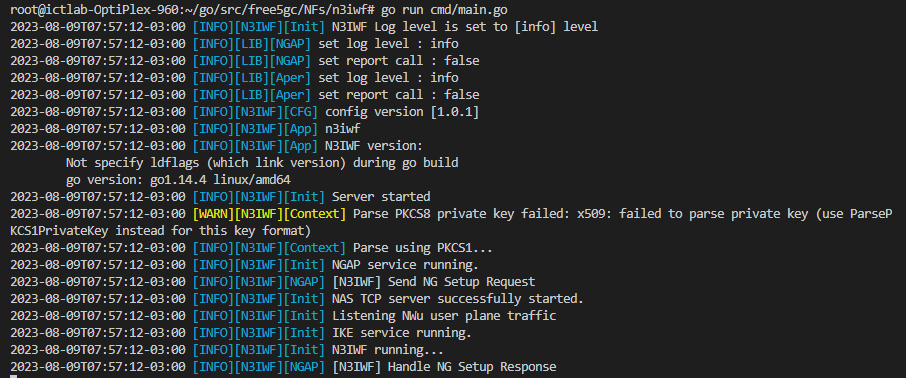 root@ictlab-OptiPlex-960:~/go/src/free5gc/NFs/n3iwf# go run cmd/main.go
2023-08-09T07:57:12-03:00 [INFO][N3IWF][Init] N3IWF Log level is set to [info] level
2023-08-09T07:57:12-03:00 [INFO][LIB][NGAP] set log level : info
2023-08-09T07:57:12-03:00 [INFO][LIB][NGAP] set report call : false
2023-08-09T07:57:12-03:00 [INFO][LIB][Aper] set log level : info
2023-08-09T07:57:12-03:00 [INFO][LIB][Aper] set report call : false
2023-08-09T07:57:12-03:00 [INFO][N3IWF][CFG] config version [1.0.1]
2023-08-09T07:57:12-03:00 [INFO][N3IWF][App] n3iwf
2023-08-09T07:57:12-03:00 [INFO][N3IWF][App] N3IWF version:
Not specify ldflags (which link version) during go build
go version: go1.14.4 linux/amd64
2023-08-09T07:57:12-03:00 [INFO][N3IWF][Init] Server started
2023-08-09T07:57:12-03:00 [WARN][N3IWF][Context] Parse PKCS8 private key failed: x509: failed to parse private key (use ParseP
KCS1PrivateKey instead for this key format)
2023-08-09T07:57:12-03:00 [INFO][N3IWF][Context] Parse using PKCS1...
2023-08-09T07:57:12-03:00 [INFO][N3IWF][Init] NGAP service running.
2023-08-09T07:57:12-03:00 [INFO][N3IWF][NGAP] [N3IWF] Send NG Setup Request
2023-08-09T07:57:12-03:00 [INFO][N3IWF][Init] NAS TCP server successfully started.
2023-08-09T07:57:12-03:00 [INFO][N3IWF][Init] Listening NWu user plane traffic
2023-08-09T07:57:12-03:00 [INFO][N3IWF][Init] IKE service running.
2023-08-09T07:57:12-03:00 [INFO][N3IWF][Init] N3IWF running...
2023-08-09T07:57:12-03:00 [INFO][N3IWF][NGAP] [N3IWF] Handle NG Setup Response